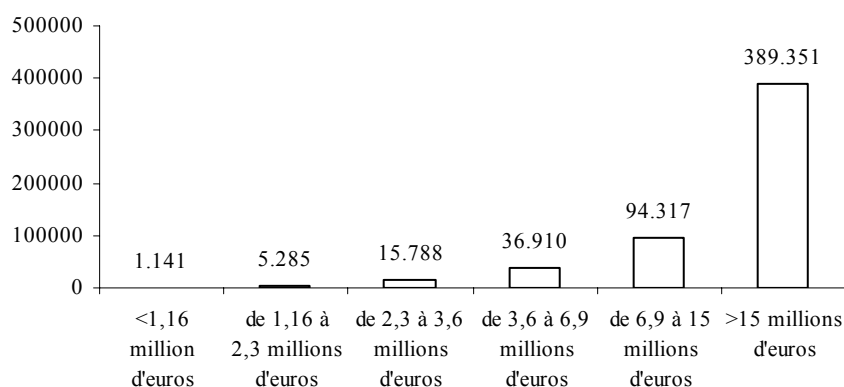 500000
400000
300000
200000
100000
0
1.141
5.285
15.788
36.910
94.317
389.351
<1,16
million
d'euros
de 1,16 à
2,3 millions
d'euros
de 2,3 à 3,6
millions
d'euros
de 3,6 à 6,9
millions
d'euros
de 6,9 à 15
millions
d'euros
>15 millions
d'euros